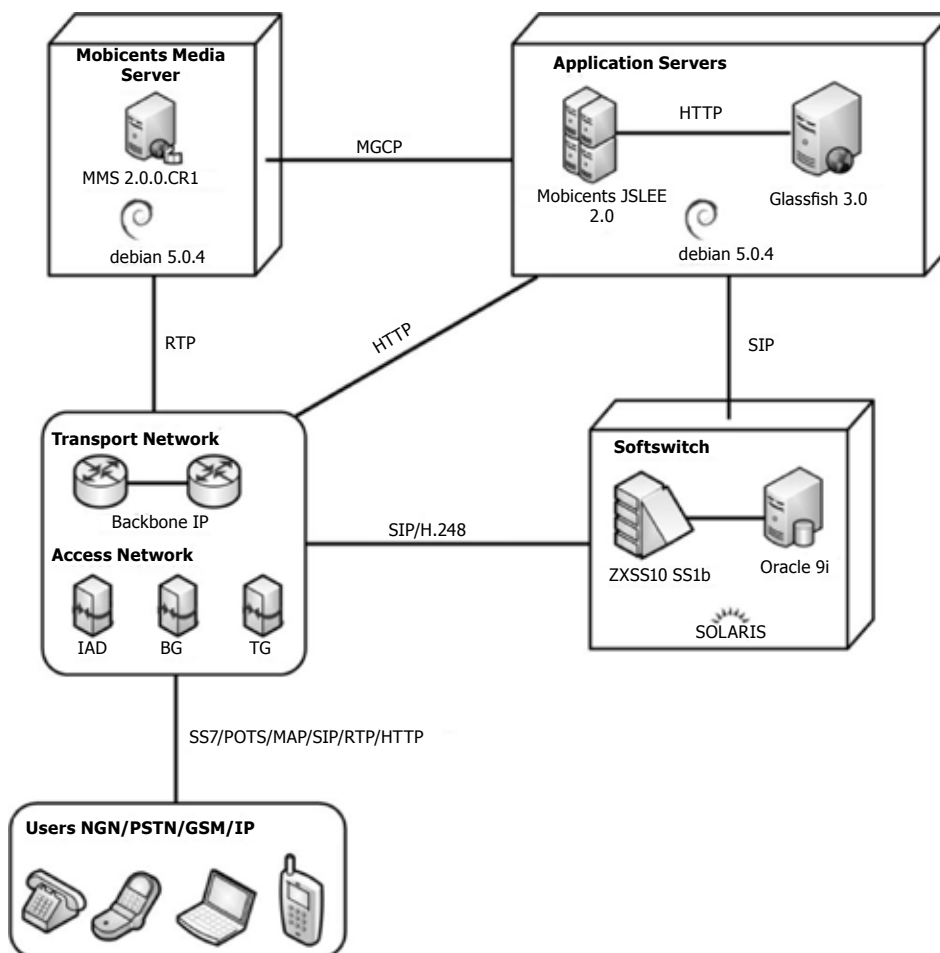 Mobicents Media
Server
MMS 2.0.0.CR1
debian 5.0.4
MGCP
Application Servers
HTTP
Mobicents JSLEE
2.0
Glassfish 3.0
debian 5.0.4
RTP
HTTP
SIP
Transport Network
Backbone IP
Access Network
IAD
BG
TG
SIP/H.248
Softswitch
ZXSS10 SS1b
Oracle 9i
SOLARIS
SS7/POTS/MAP/SIP/RTP/HTTP
Users NGN/PSTN/GSM/IP